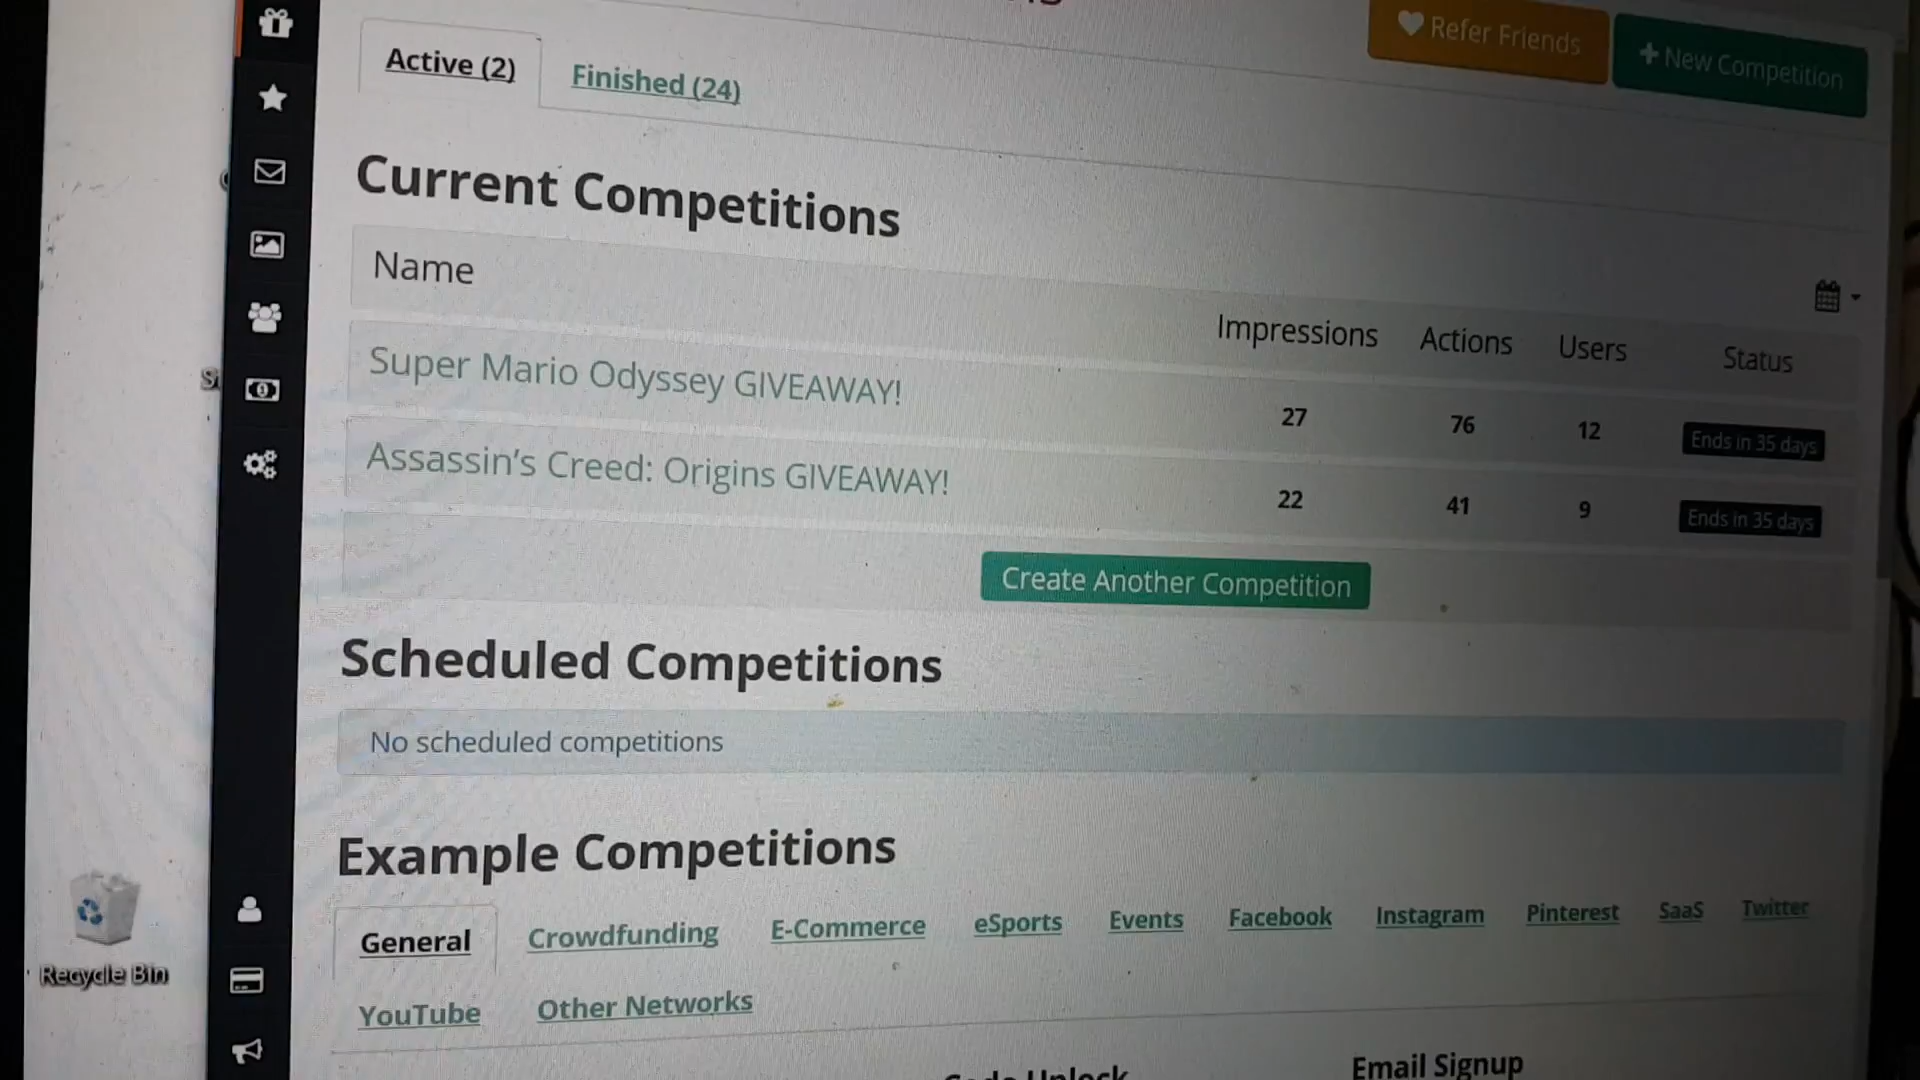 Refer Friends
New Competition
Active (2)
Finished (24)
Current Competitions
Name
Impressions
Actions
Users
Status
Super Mario Odyssey GIVEAWAY!
27
76
12
Ends in 35 days
Assassin's Creed: Origins GIVEAWAY!
22
41
9
Ends in 35 days
Create Another Competition
Scheduled Competitions
No scheduled competitions
Example Competitions
General
Crowdfunding
E-Commerce
eSports
Events
Facebook
Instagram
Pinterest
SaaS
Twitter
YouTube
Other Networks
Unlock
Email Signup
Recycle Bin